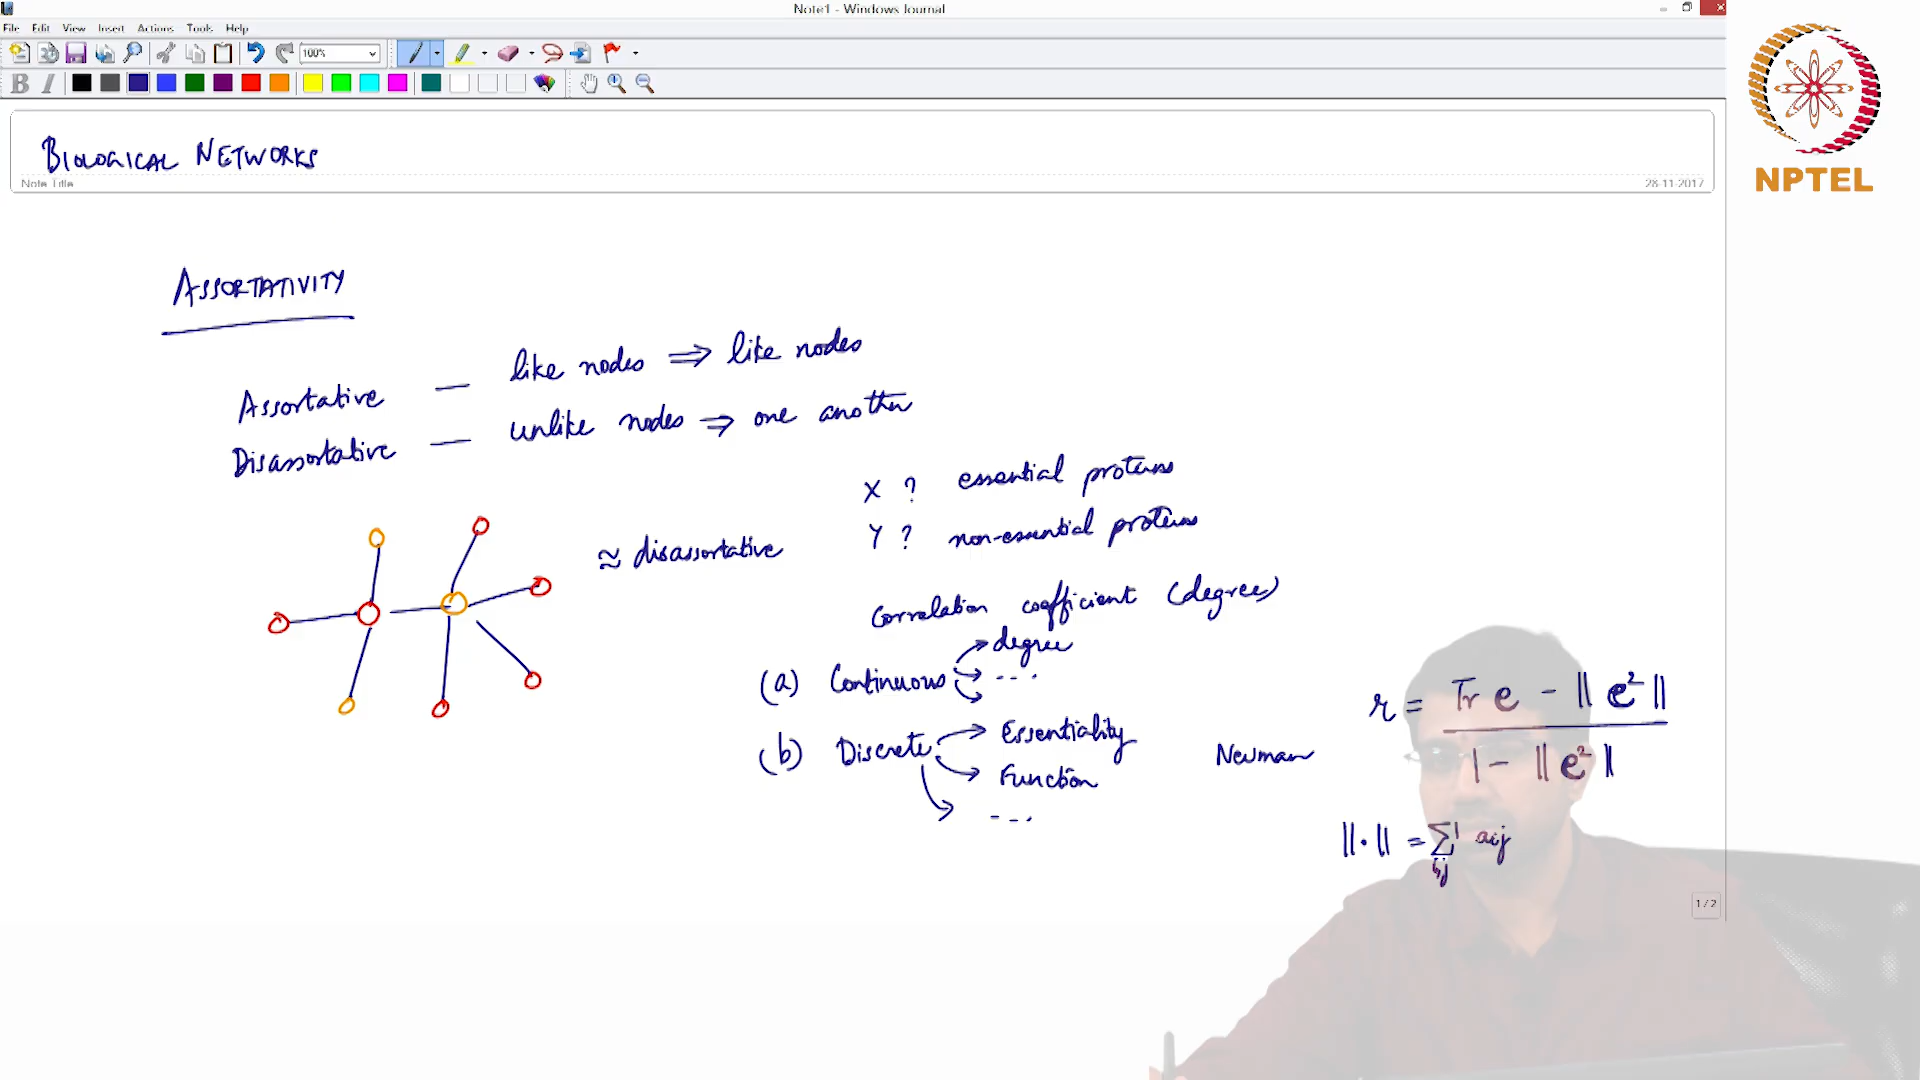 Note1 - Windows Journal
File Edit View Insert Actions Tools Help
100%
B I
NPTEL
BIOLOGICAL NETWORKS
Note Title
28-11-2017
ASSORTATIVITY
Assortative — like nodes ⇒ like nodes
Disassortative — unlike nodes ⇒ one another
X ? essential proteins
Y ? non-essential proteins
≈ disassortative
Correlation coefficient (degree)
(a) Continuous → degree
→ ---
(b) Discrete → Essentiality
→ Function
→ ---
Newman
r = Tr e - || e² ||
1 - || e² ||
|| · || = ∑ aij
i,j
1 / 2